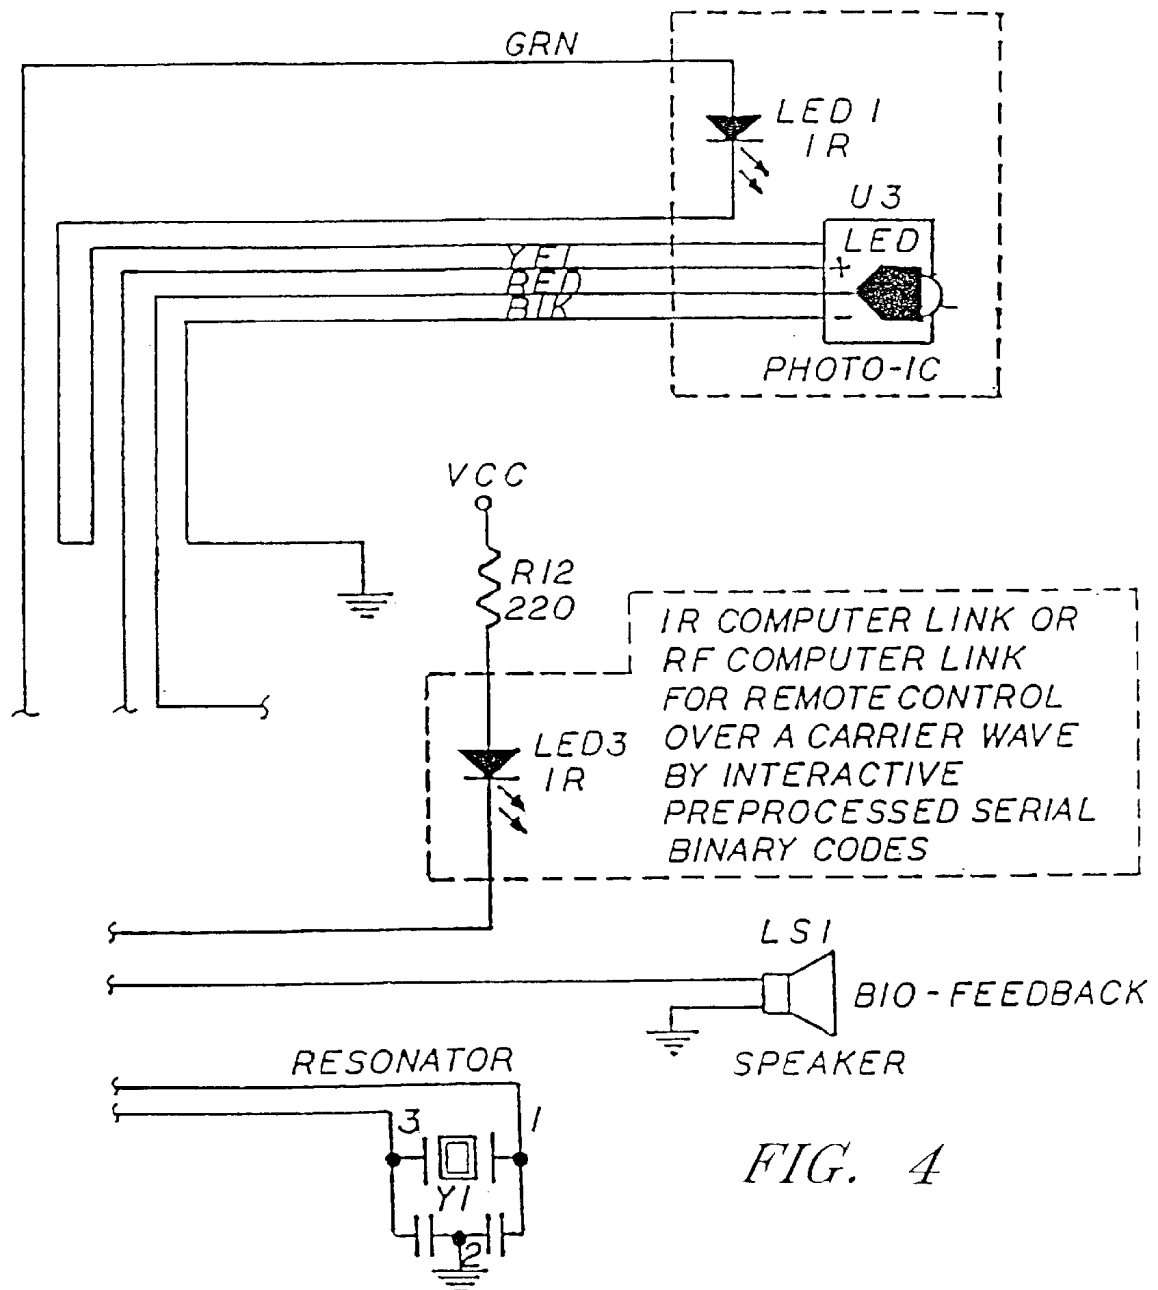 GRN
LED 1
IR
U3
LED
YEL
+
RED
BLK
-
PHOTO-IC
VCC
R12
220
IR COMPUTER LINK OR
RF COMPUTER LINK
FOR REMOTE CONTROL
OVER A CARRIER WAVE
BY INTERACTIVE
PREPROCESSED SERIAL
BINARY CODES
LED3
IR
LS1
BIO-FEEDBACK
SPEAKER
RESONATOR
3
1
Y1
2
FIG. 4